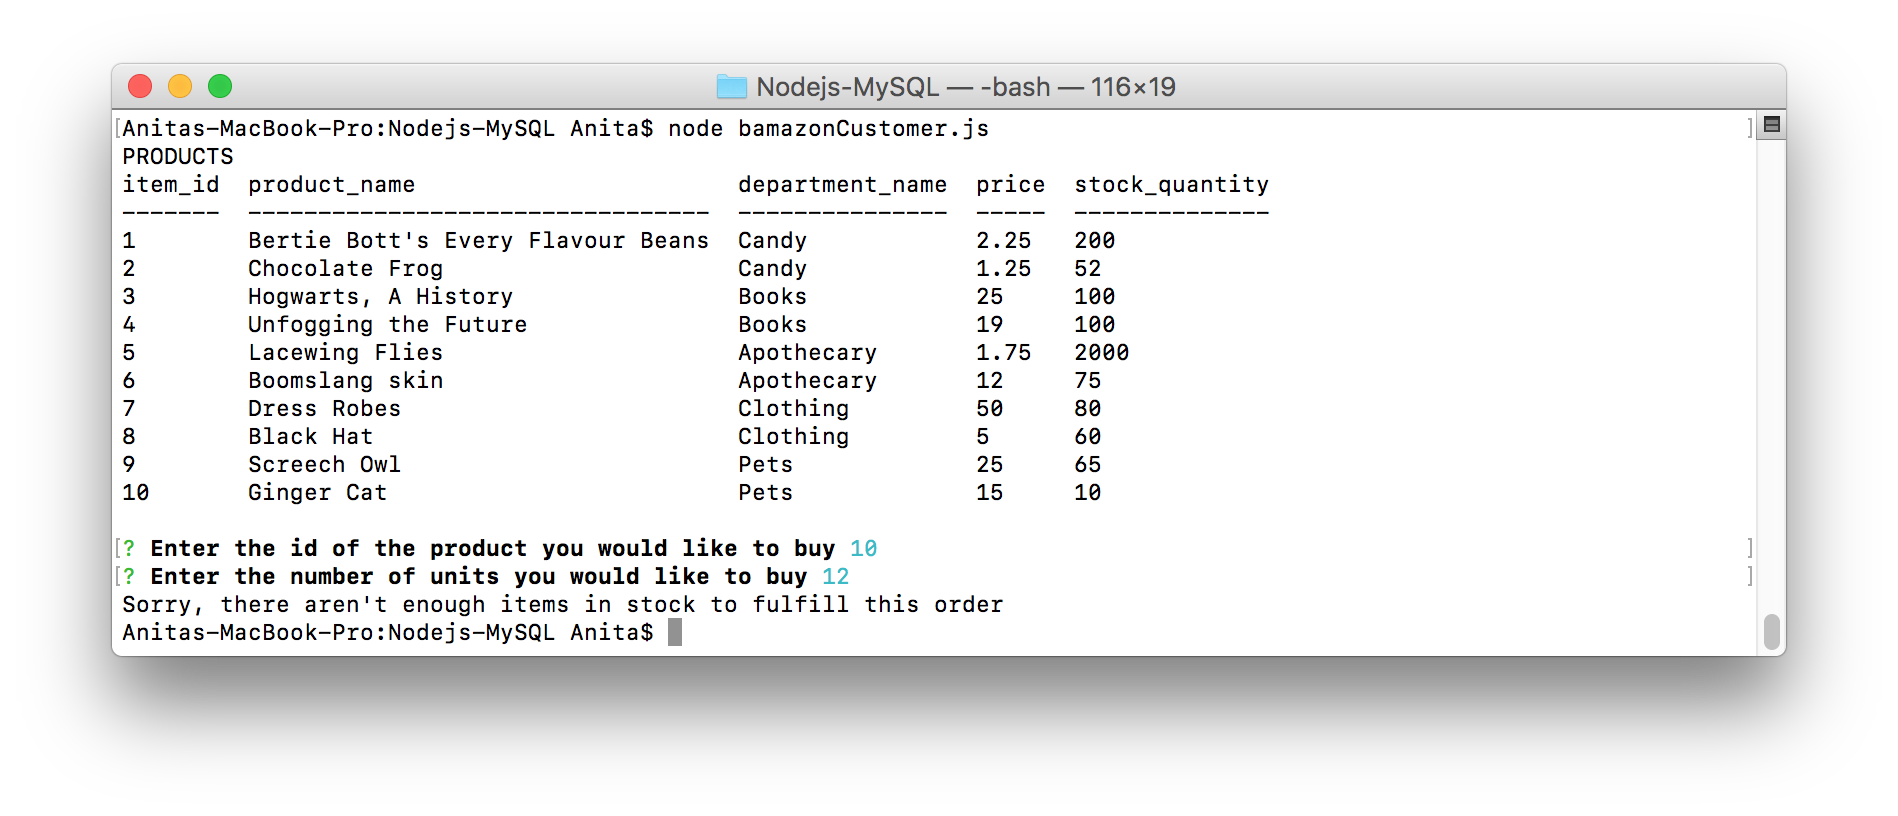 Nodejs-MySQL — -bash — 116×19
[Anitas-MacBook-Pro:Nodejs-MySQL Anita$ node bamazonCustomer.js ]
PRODUCTS
item_id  product_name                       department_name  price  stock_quantity
-------  ---------------------------------  ---------------  -----  --------------
1        Bertie Bott's Every Flavour Beans  Candy            2.25   200
2        Chocolate Frog                     Candy            1.25   52
3        Hogwarts, A History                Books            25     100
4        Unfogging the Future               Books            19     100
5        Lacewing Flies                     Apothecary       1.75   2000
6        Boomslang skin                     Apothecary       12     75
7        Dress Robes                        Clothing         50     80
8        Black Hat                          Clothing         5      60
9        Screech Owl                        Pets             25     65
10       Ginger Cat                         Pets             15     10
[? Enter the id of the product you would like to buy 10 ]
[? Enter the number of units you would like to buy 12 ]
Sorry, there aren't enough items in stock to fulfill this order
Anitas-MacBook-Pro:Nodejs-MySQL Anita$